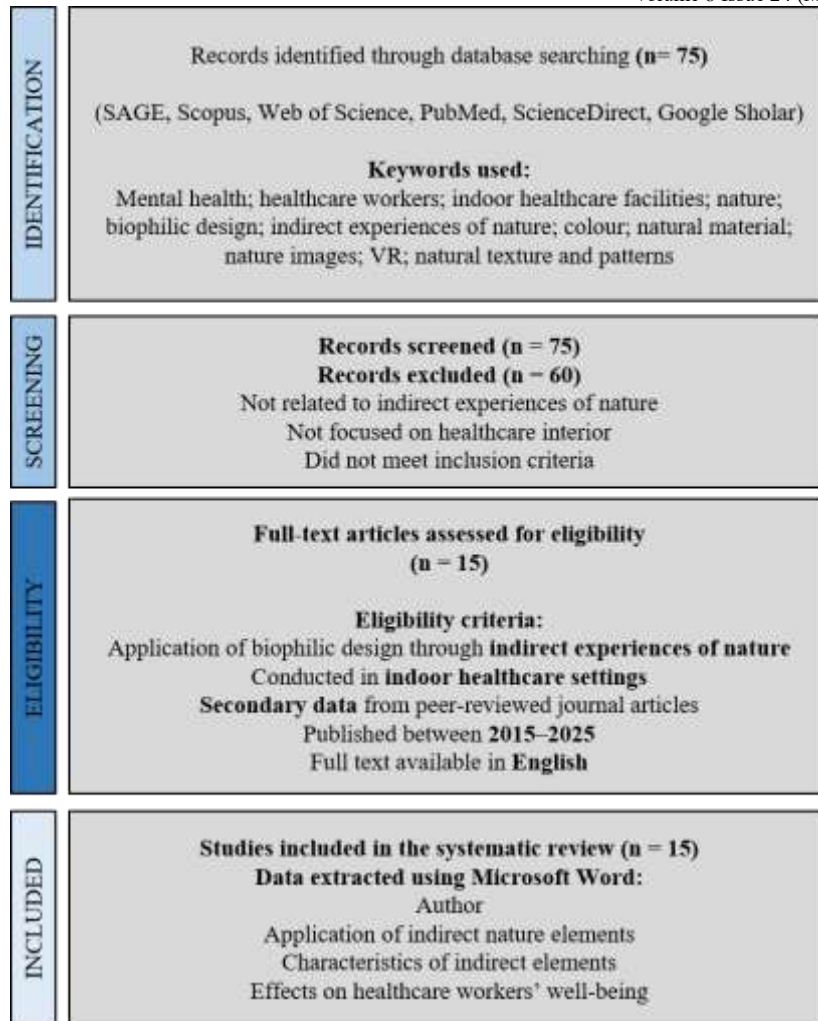 IDENTIFICATION
Records identified through database searching (n= 75)
(SAGE, Scopus, Web of Science, PubMed, ScienceDirect, Google Sholar)
Keywords used:
Mental health; healthcare workers; indoor healthcare facilities; nature;
biophilic design; indirect experiences of nature; colour; natural material;
nature images; VR; natural texture and patterns
SCREENING
Records screened (n = 75)
Records excluded (n = 60)
Not related to indirect experiences of nature
Not focused on healthcare interior
Did not meet inclusion criteria
ELIGIBILITY
Full-text articles assessed for eligibility
(n = 15)
Eligibility criteria:
Application of biophilic design through indirect experiences of nature
Conducted in indoor healthcare settings
Secondary data from peer-reviewed journal articles
Published between 2015–2025
Full text available in English
INCLUDED
Studies included in the systematic review (n = 15)
Data extracted using Microsoft Word:
Author
Application of indirect nature elements
Characteristics of indirect elements
Effects on healthcare workers' well-being